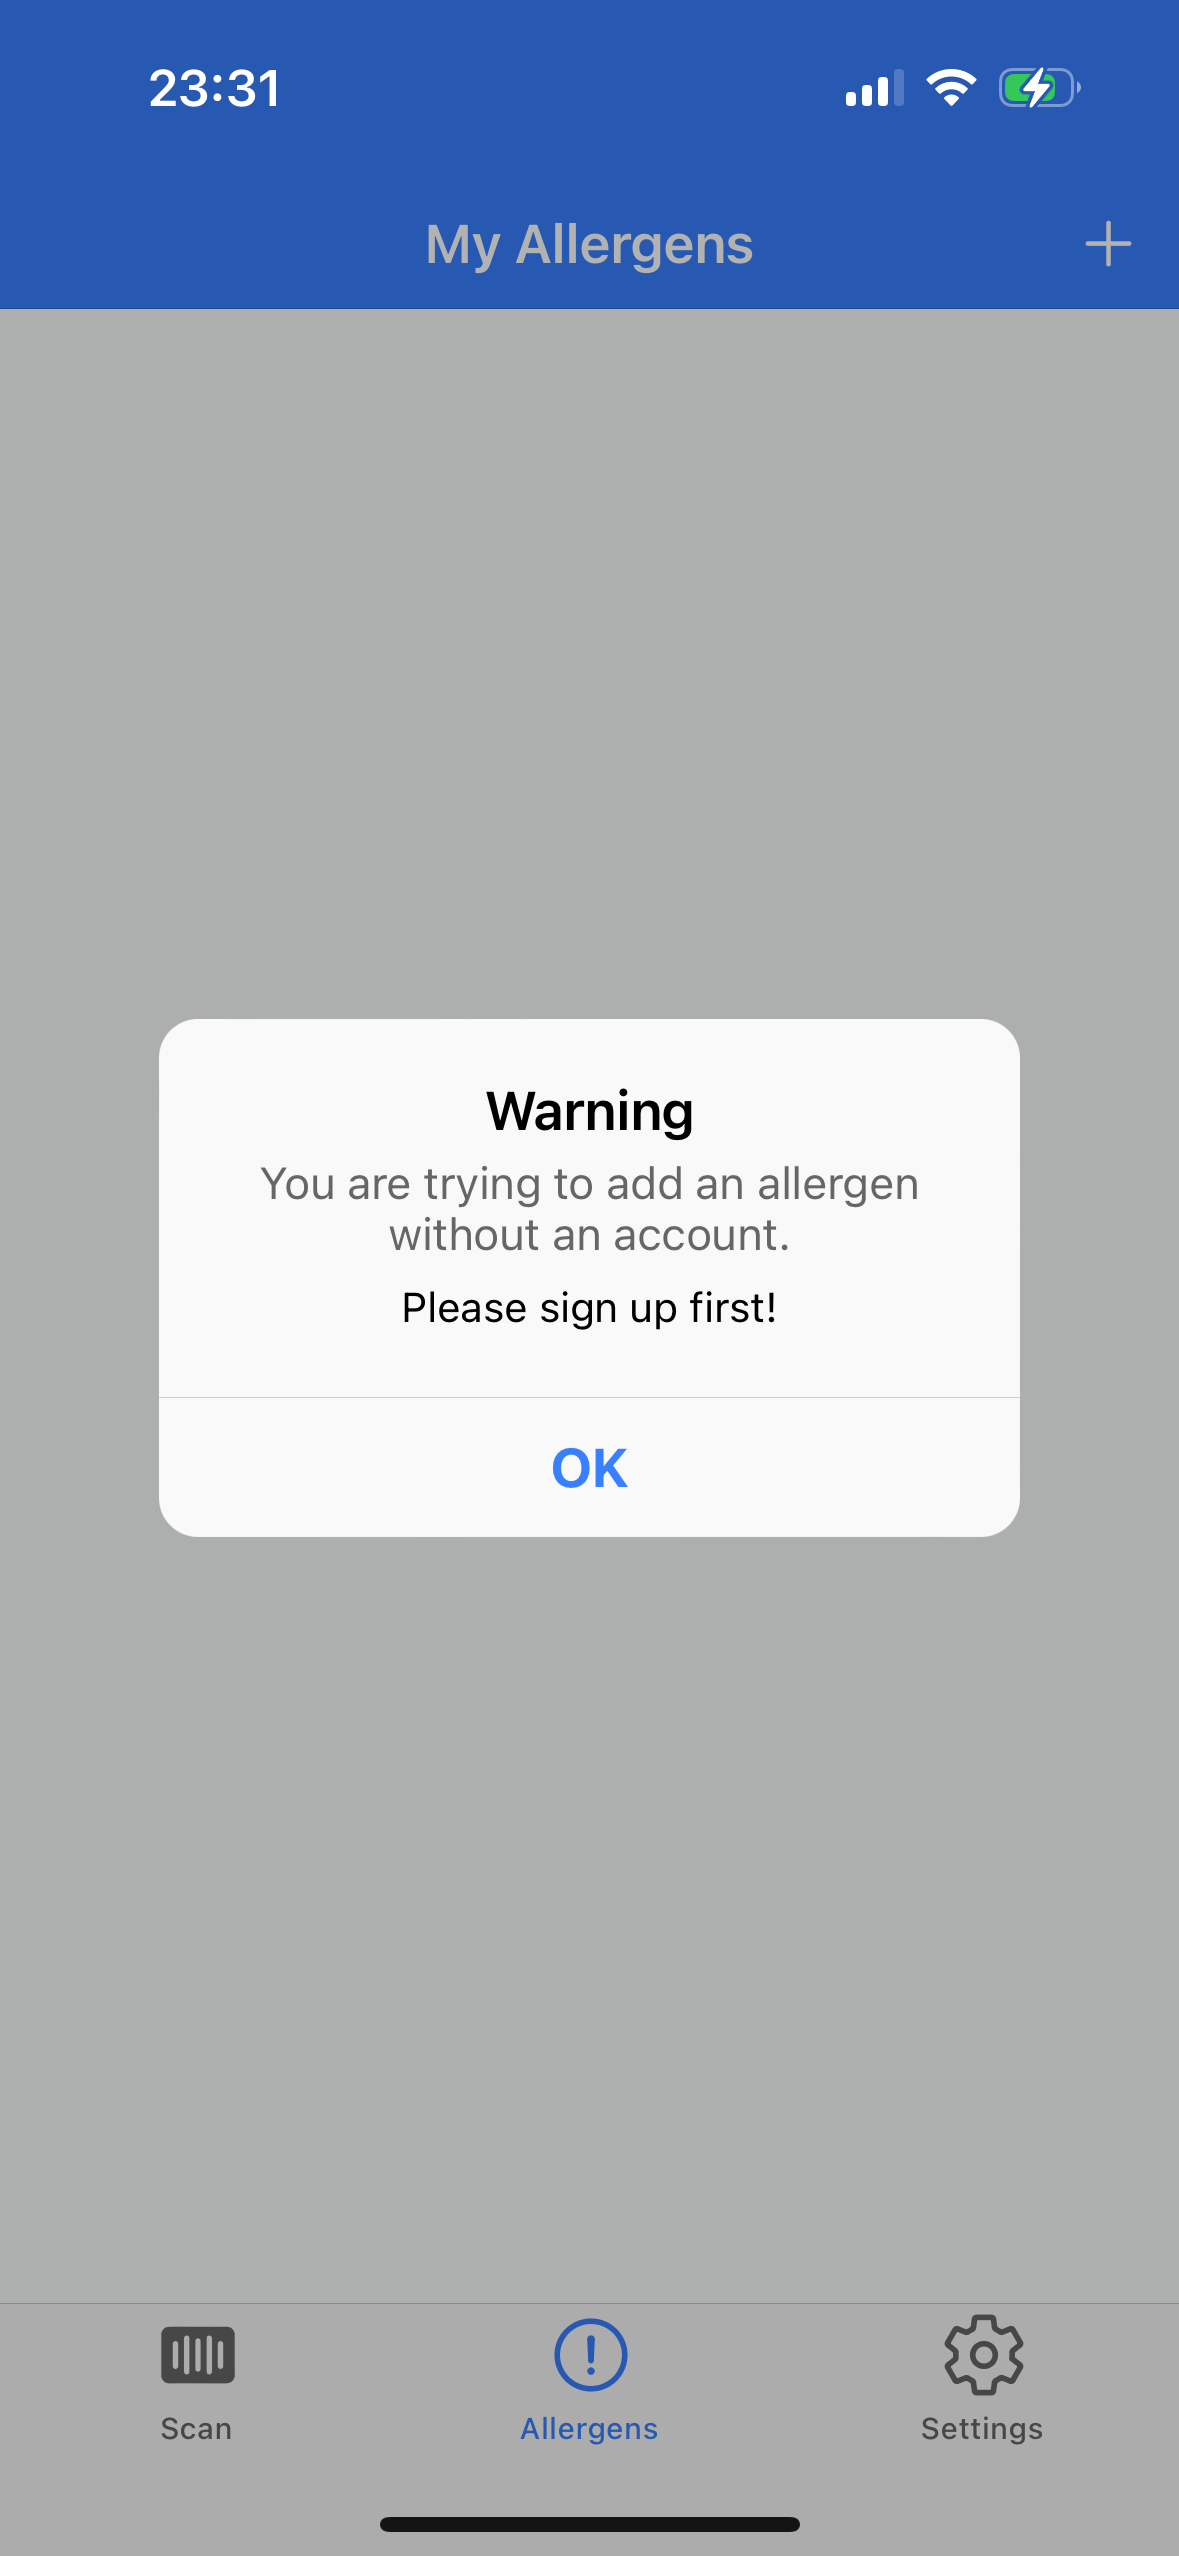 23:31
My Allergens
Warning
You are trying to add an allergen
without an account.
Please sign up first!
OK
Scan
Allergens
Settings